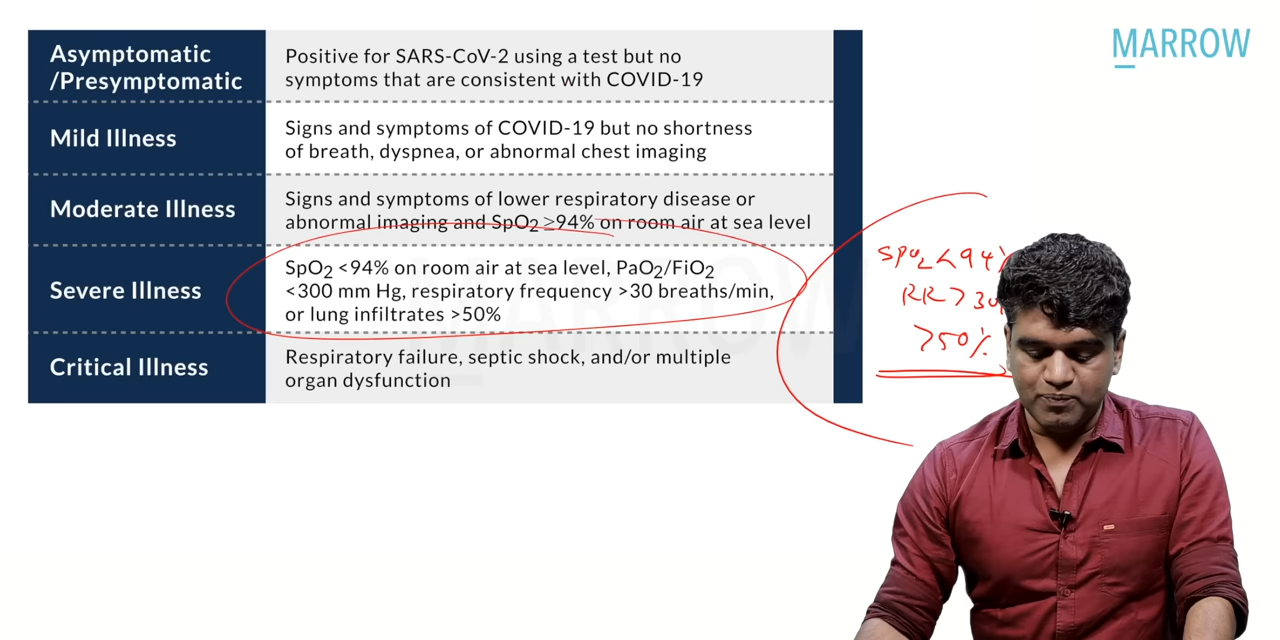 MARROW
Asymptomatic
/Presymptomatic
Positive for SARS-CoV-2 using a test but no
symptoms that are consistent with COVID-19
Mild Illness
Signs and symptoms of COVID-19 but no shortness
of breath, dyspnea, or abnormal chest imaging
Moderate Illness
Signs and symptoms of lower respiratory disease or
abnormal imaging and SpO₂ ≥94% on room air at sea level
Severe Illness
SpO₂ <94% on room air at sea level, PaO₂/FiO₂
<300 mm Hg, respiratory frequency >30 breaths/min,
or lung infiltrates >50%
Critical Illness
Respiratory failure, septic shock, and/or multiple
organ dysfunction
SpO₂ <94%
RR >30
>50%
MARROW